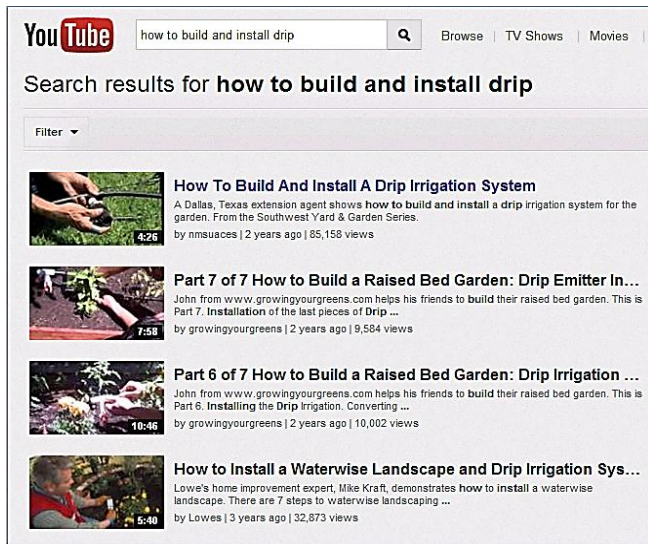 YouTube how to build and install drip Browse | TV Shows | Movies |
Search results for how to build and install drip
Filter
How To Build And Install A Drip Irrigation System
A Dallas, Texas extension agent shows how to build and install a drip irrigation system for the
garden. From the Southwest Yard & Garden Series.
4:26
by nmsuaces | 2 years ago | 85,158 views
Part 7 of 7 How to Build a Raised Bed Garden: Drip Emitter In...
John from www.growingyourgreens.com helps his friends to build their raised bed garden. This is
Part 7. Installation of the last pieces of Drip ...
7:58
by growingyourgreens | 2 years ago | 9,584 views
Part 6 of 7 How to Build a Raised Bed Garden: Drip Irrigation ...
John from www.growingyourgreens.com helps his friends to build their raised bed garden. This is
Part 6. Installing the Drip Irrigation. Converting ...
10:46
by growingyourgreens | 2 years ago | 10,002 views
How to Install a Waterwise Landscape and Drip Irrigation Sys...
Lowe's home improvement expert, Mike Kraft, demonstrates how to install a waterwise
landscape. There are 7 steps to waterwise landscaping ...
5:40
by Lowes | 3 years ago | 32,873 views